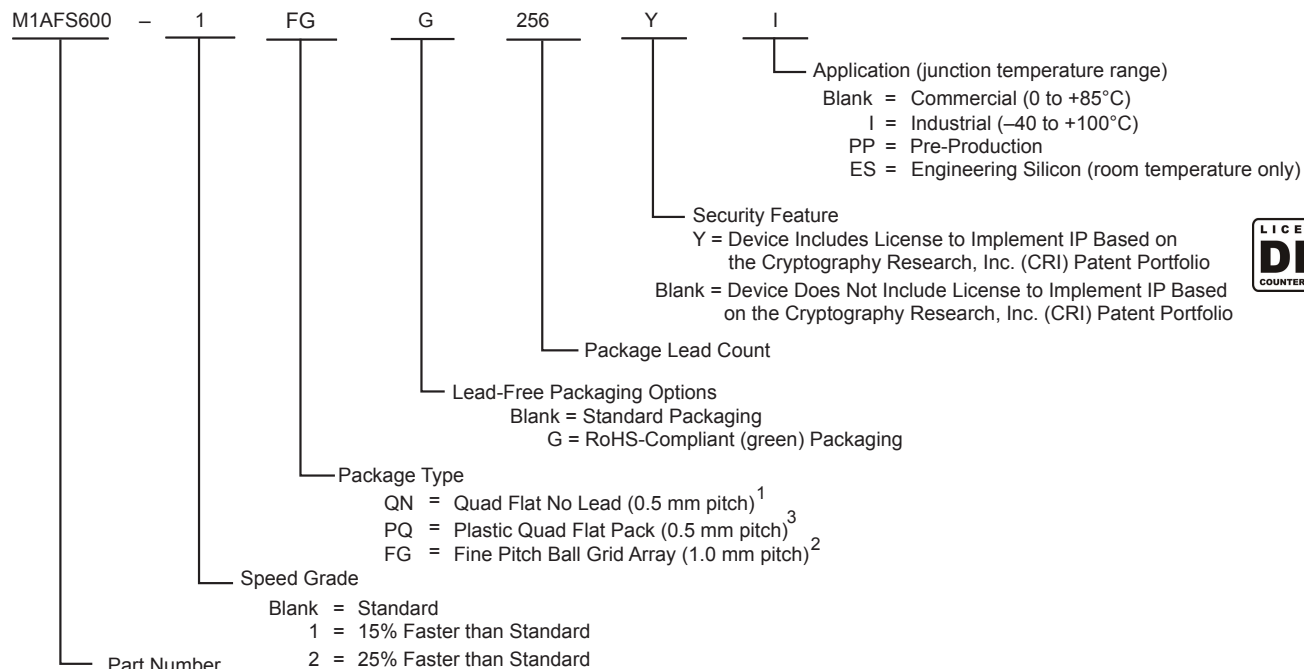 M1AFS600 – 1 FG G 256 Y I
Application (junction temperature range)
Blank = Commercial (0 to +85°C)
I = Industrial (–40 to +100°C)
PP = Pre-Production
ES = Engineering Silicon (room temperature only)
Security Feature
Y = Device Includes License to Implement IP Based on
the Cryptography Research, Inc. (CRI) Patent Portfolio
Blank = Device Does Not Include License to Implement IP Based
on the Cryptography Research, Inc. (CRI) Patent Portfolio
Package Lead Count
Lead-Free Packaging Options
Blank = Standard Packaging
G = RoHS-Compliant (green) Packaging
Package Type
QN = Quad Flat No Lead (0.5 mm pitch)1
PQ = Plastic Quad Flat Pack (0.5 mm pitch)3
FG = Fine Pitch Ball Grid Array (1.0 mm pitch)2
Speed Grade
Blank = Standard
1 = 15% Faster than Standard
2 = 25% Faster than Standard
Part Number